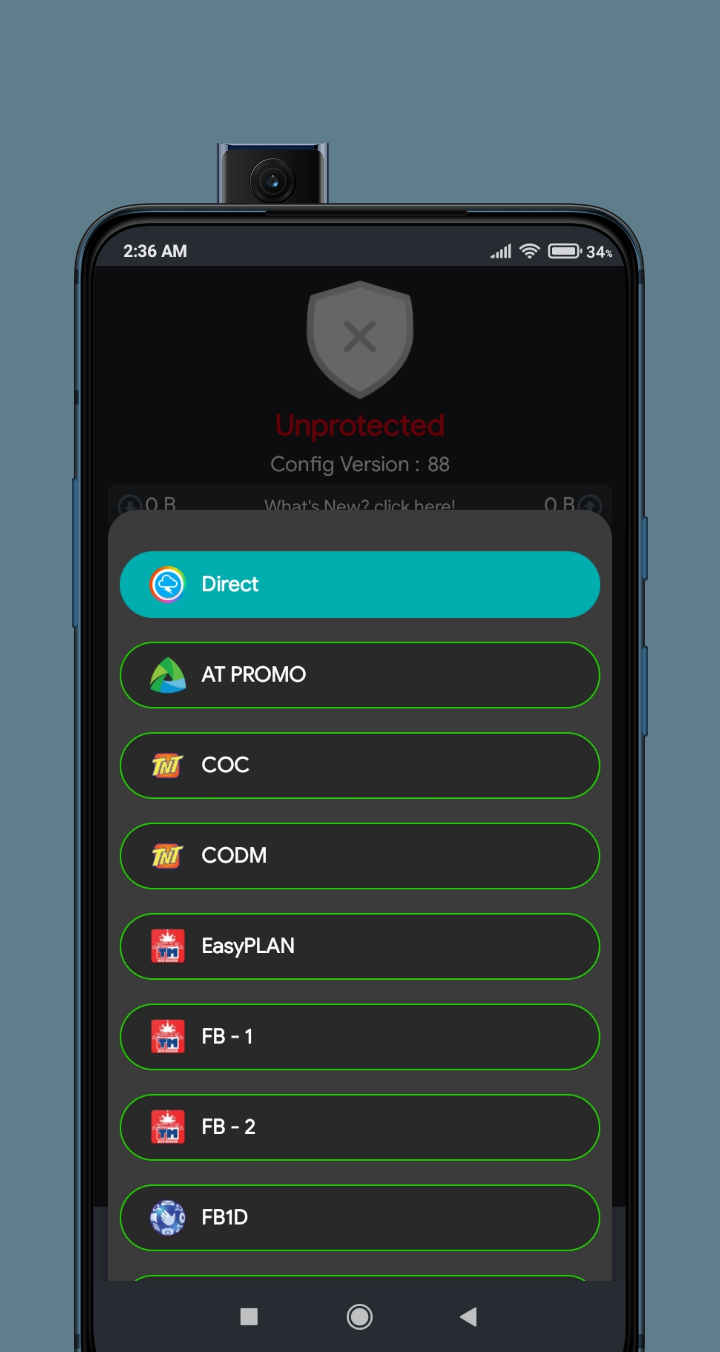 2:36 AM
34%
Unprotected
Config Version : 88
0 B
What's New? click here!
0 B
Direct
AT PROMO
TNT
COC
TNT
CODM
TM
EasyPLAN
TM
FB - 1
TM
FB - 2
FB1D